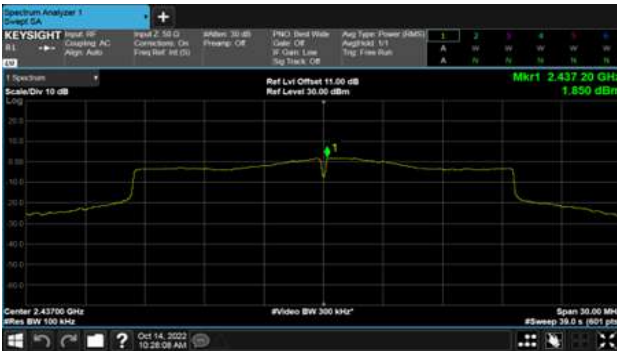 Spectrum Analyzer 1
Swept SA
+
KEYSIGHT
Input: RF
Coupling: AC
Align: Auto
Input Z: 50 Ω
Corrections: On
Freq Ref: Int (S)
#Atten: 30 dB
Preamp: Off
PNO: Best Wide
Gate: Off
IF Gain: Low
Sig Track: Off
Avg Type: Power (RMS)
Avg|Hold: 1/1
Trig: Free Run
1 2 3 4 5 6
A W W W W W
A N N N N N
1 Spectrum
Scale/Div 10 dB
Log
Ref Lvl Offset 11.00 dB
Ref Level 30.00 dBm
Mkr1 2.437 20 GHz
1.850 dBm
1
20.0
10.0
0.00
-10.0
-20.0
-30.0
-40.0
-50.0
-60.0
Center 2.43700 GHz
#Res BW 100 kHz
#Video BW 300 kHz*
Span 30.00 MHz
#Sweep 39.0 s (601 pts)
?
Oct 14, 2022
10:28:08 AM